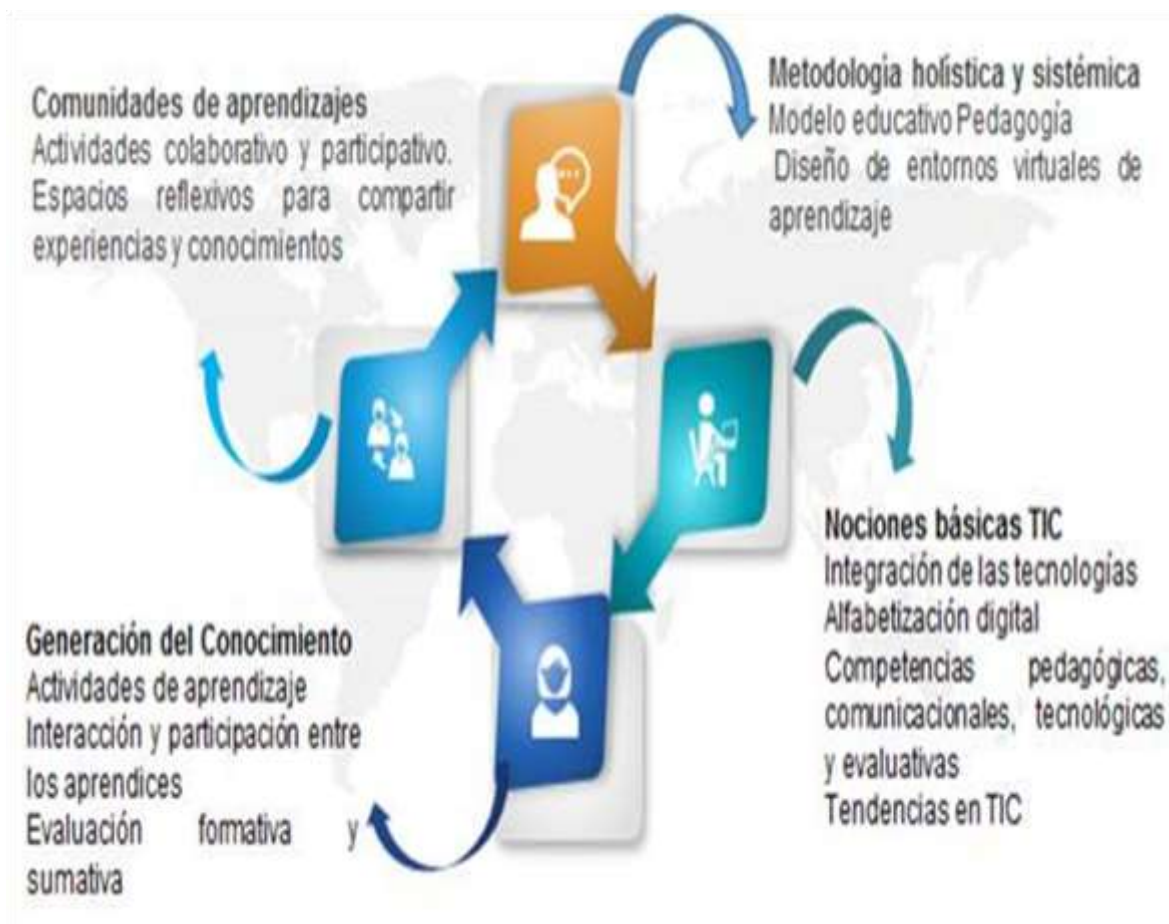 Comunidades de aprendizajes
Actividades colaborativo y participativo.
Espacios reflexivos para compartir
experiencias y conocimientos
Metodología holística y sistémica
Modelo educativo Pedagogía
Diseño de entornos virtuales de
aprendizaje
Nociones básicas TIC
Integración de las tecnologías
Alfabetización digital
Competencias pedagógicas,
comunicacionales, tecnológicas
y evaluativas
Tendencias en TIC
Generación del Conocimiento
Actividades de aprendizaje
Interacción y participación entre
los aprendices
Evaluación formativa y
sumativa